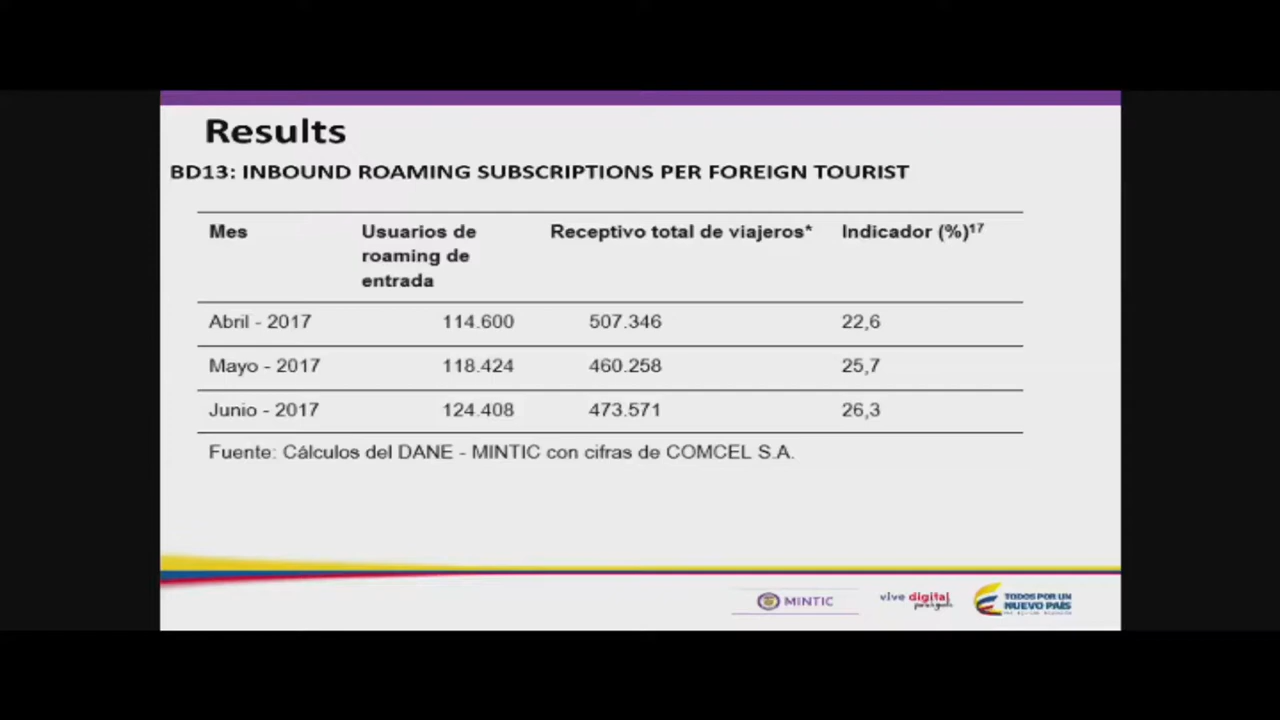 Results
BD13: INBOUND ROAMING SUBSCRIPTIONS PER FOREIGN TOURIST
Mes Usuarios de roaming de entrada Receptivo total de viajeros* Indicador (%)¹⁷
Abril - 2017 114.600 507.346 22,6
Mayo - 2017 118.424 460.258 25,7
Junio - 2017 124.408 473.571 26,3
Fuente: Cálculos del DANE - MINTIC con cifras de COMCEL S.A.
MINTIC
vive digital
TODOS POR UN
NUEVO PAÍS